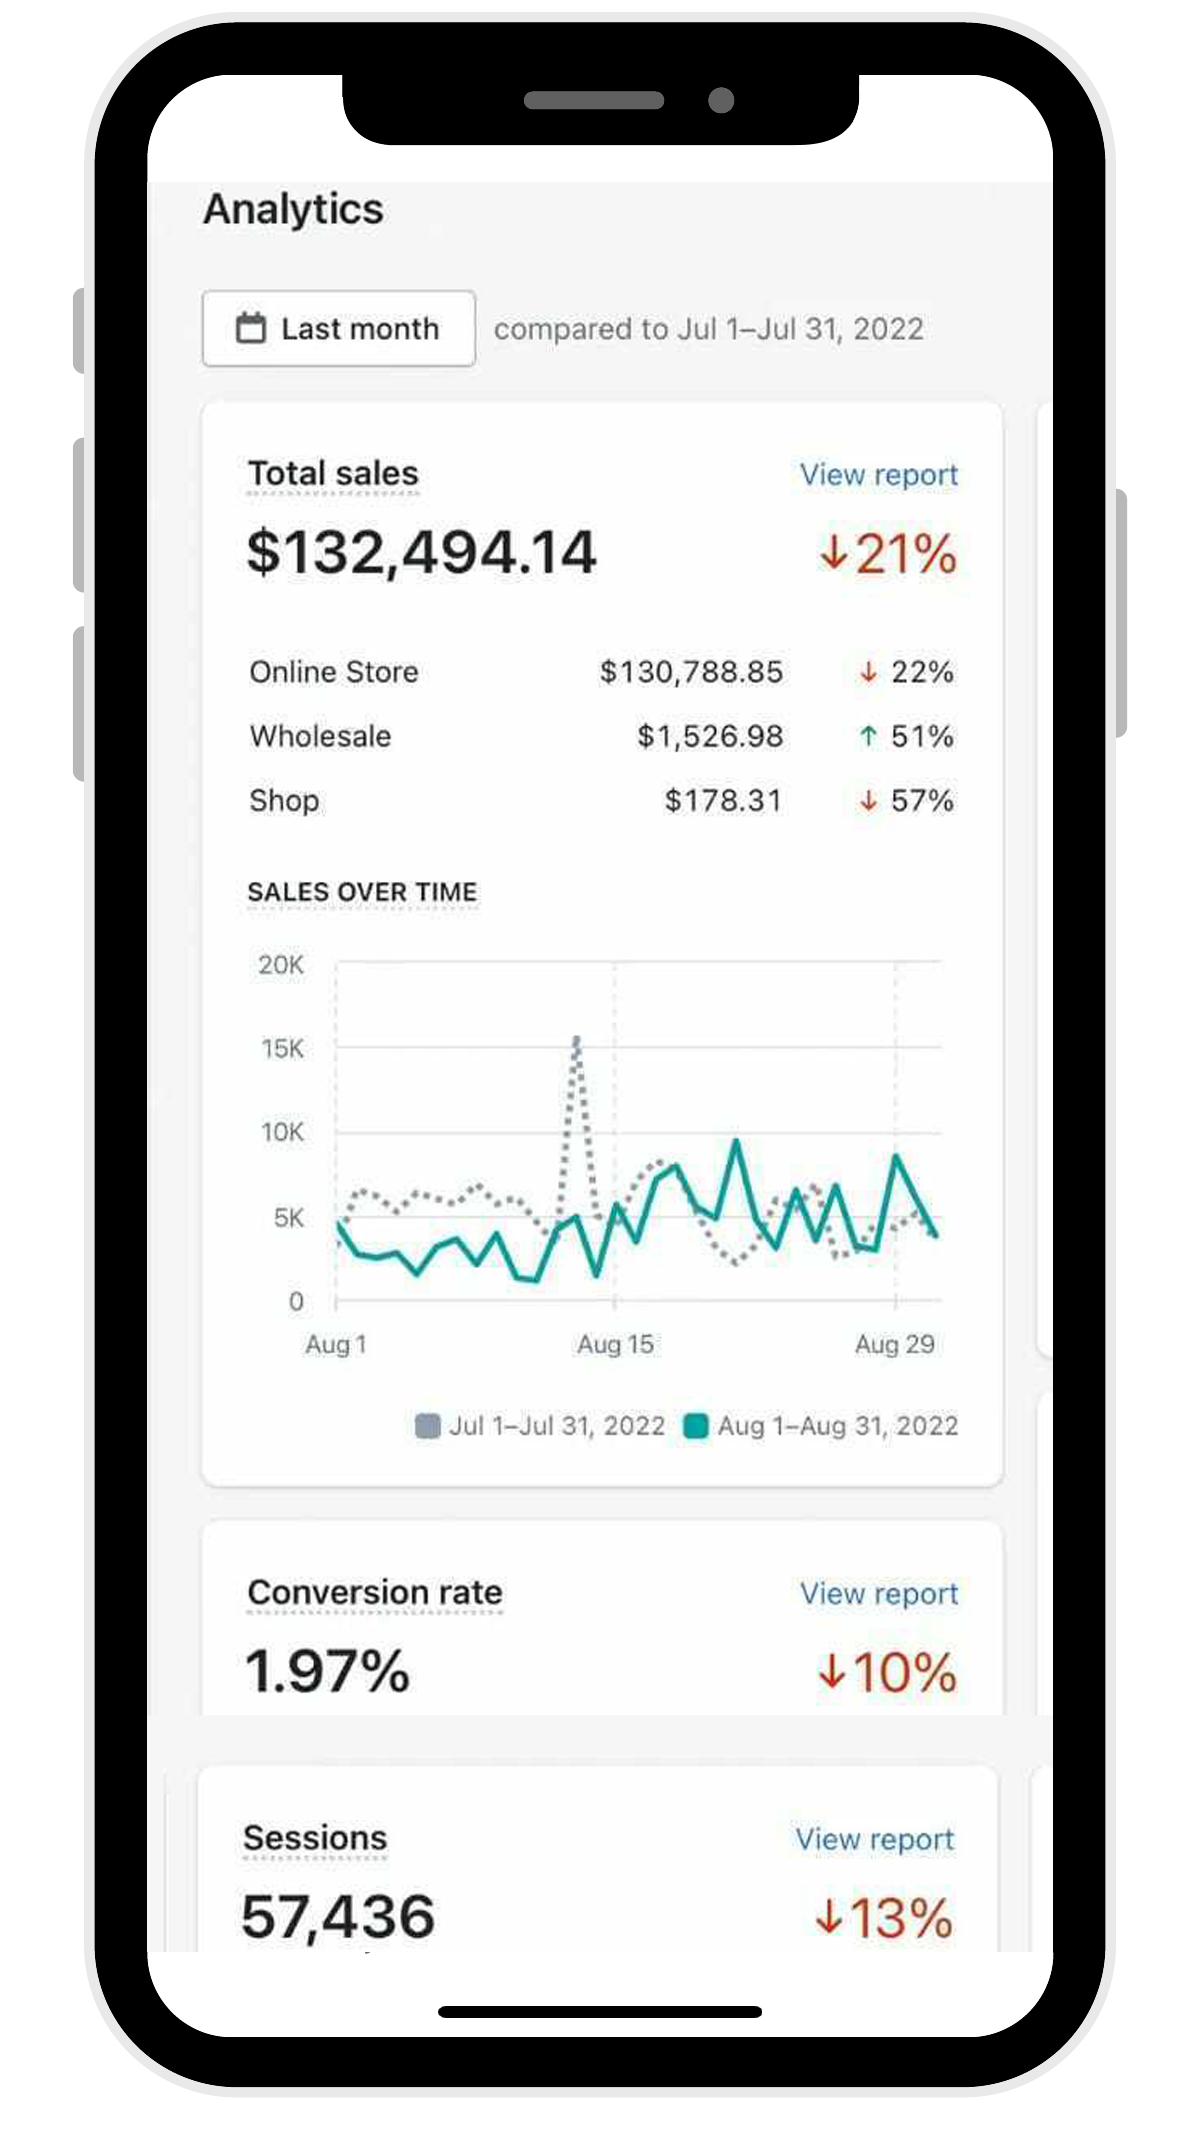 Analytics
Last month compared to Jul 1–Jul 31, 2022
Total sales View report
$132,494.14 ↓21%
Online Store $130,788.85 ↓ 22%
Wholesale $1,526.98 ↑ 51%
Shop $178.31 ↓ 57%
SALES OVER TIME
20K
15K
10K
5K
0
Aug 1 Aug 15 Aug 29
Jul 1–Jul 31, 2022 Aug 1–Aug 31, 2022
Conversion rate View report
1.97% ↓10%
Sessions View report
57,436 ↓13%